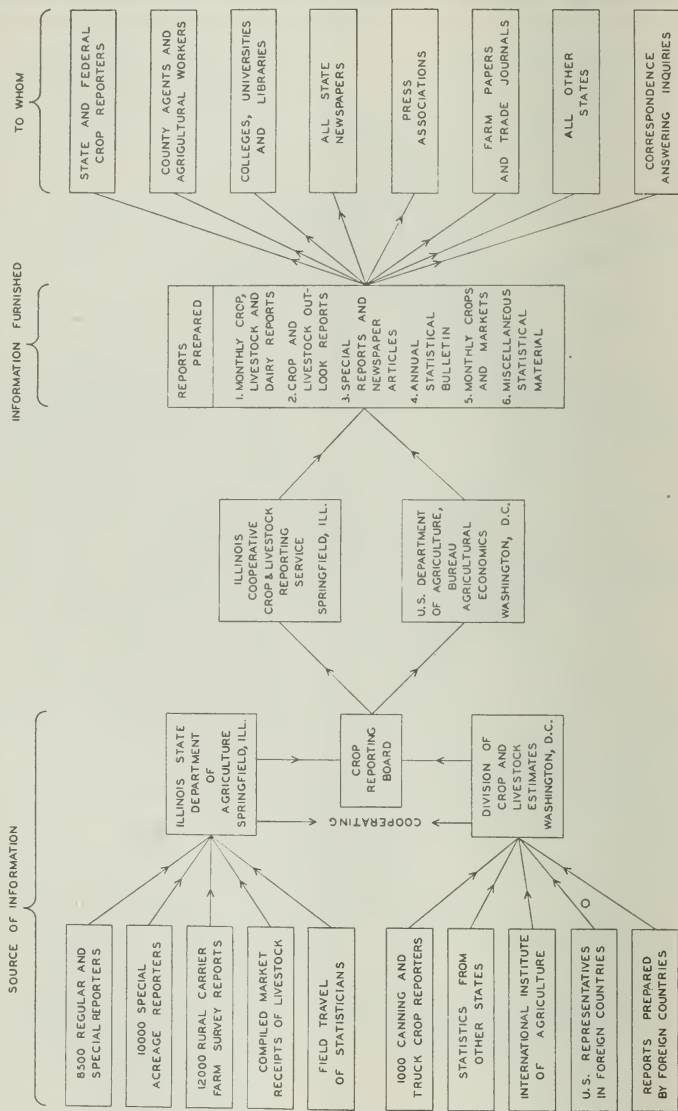 SOURCE OF INFORMATION
INFORMATION FURNISHED
TO WHOM
8500 REGULAR AND
SPECIAL REPORTERS
10000 SPECIAL
ACREAGE REPORTERS
12000 RURAL CARRIER
FARM SURVEY REPORTS
COMPILED MARKET
RECEIPTS OF LIVESTOCK
FIELD TRAVEL
OF STATISTICIANS
1000 CANNING AND
TRUCK CROP REPORTERS
STATISTICS FROM
OTHER STATES
INTERNATIONAL INSTITUTE
OF AGRICULTURE
U.S. REPRESENTATIVES
IN FOREIGN COUNTRIES
REPORTS PREPARED
BY FOREIGN COUNTRIES
ILLINOIS STATE
DEPARTMENT
OF
AGRICULTURE
SPRINGFIELD, ILL.
COOPERATING
DIVISION OF
CROP AND
LIVESTOCK
ESTIMATES
WASHINGTON, D.C.
CROP
REPORTING
BOARD
ILLINOIS
COOPERATIVE
CROP & LIVESTOCK
REPORTING
SERVICE
SPRINGFIELD, ILL.
U.S. DEPARTMENT
OF AGRICULTURE,
BUREAU
AGRICULTURAL
ECONOMICS
WASHINGTON, D.C.
REPORTS
PREPARED
1. MONTHLY CROP,
LIVESTOCK AND
DAIRY REPORTS
2. CROP AND
LIVESTOCK OUT-
LOOK REPORTS
3. SPECIAL
REPORTS AND
NEWSPAPER
ARTICLES
4. ANNUAL
STATISTICAL
BULLETIN
5. MONTHLY CROPS
AND MARKETS
6. MISCELLANEOUS
STATISTICAL
MATERIAL
STATE AND FEDERAL
CROP REPORTERS
COUNTY AGENTS AND
AGRICULTURAL WORKERS
COLLEGES, UNIVERSITIES
AND LIBRARIES
ALL STATE
NEWSPAPERS
PRESS
ASSOCIATIONS
FARM PAPERS
AND TRADE JOURNALS
ALL OTHER
STATES
CORRESPONDENCE
ANSWERING INQUIRIES